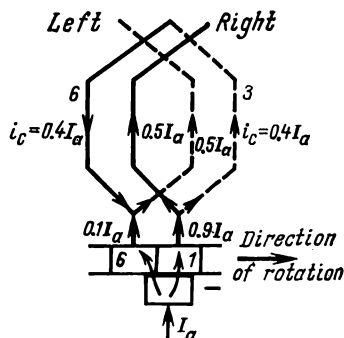 Left Right
6 3
i_c=0.4I_a 0.5I_a 0.5I_a i_c=0.4I_a
0.1I_a 0.9I_a Direction
6 1 of rotation
−
I_a